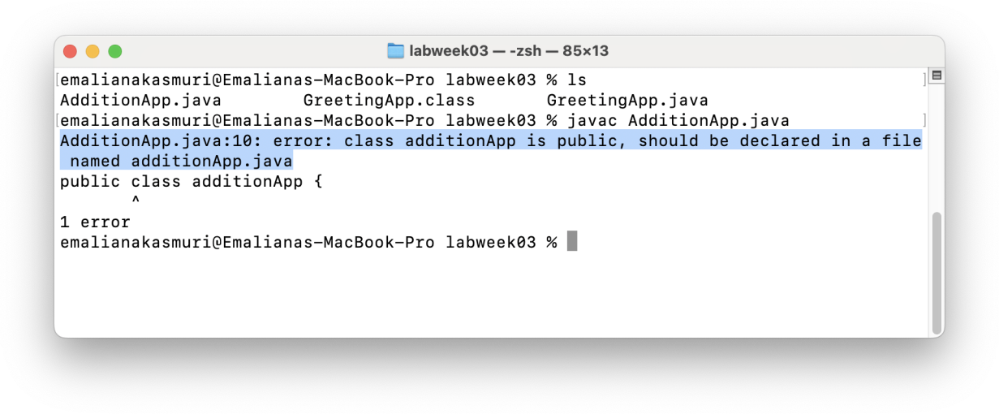 labweek03 — -zsh — 85×13
[emalianakasmuri@Emalianas-MacBook-Pro labweek03 % ls ]
AdditionApp.java GreetingApp.class GreetingApp.java
[emalianakasmuri@Emalianas-MacBook-Pro labweek03 % javac AdditionApp.java ]
AdditionApp.java:10: error: class additionApp is public, should be declared in a file
 named additionApp.java
public class additionApp {
       ^
1 error
emalianakasmuri@Emalianas-MacBook-Pro labweek03 %